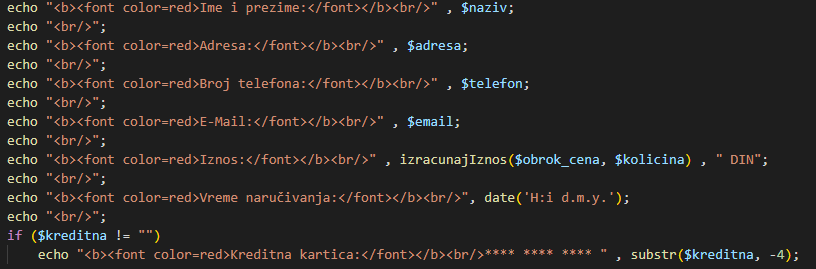 echo "<b><font color=red>Ime i prezime:</font></b><br/>" , $naziv;
echo "<br/>";
echo "<b><font color=red>Adresa:</font></b><br/>" , $adresa;
echo "<br/>";
echo "<b><font color=red>Broj telefona:</font></b><br/>" , $telefon;
echo "<br/>";
echo "<b><font color=red>E-Mail:</font></b><br/>" , $email;
echo "<br/>";
echo "<b><font color=red>Iznos:</font></b><br/>" , izracunajIznos($obrok_cena, $kolicina) , " DIN";
echo "<br/>";
echo "<b><font color=red>Vreme naručivanja:</font></b><br/>", date('H:i d.m.y.');
echo "<br/>";
if ($kreditna != "")
    echo "<b><font color=red>Kreditna kartica:</font></b><br/>**** **** **** " , substr($kreditna, -4);